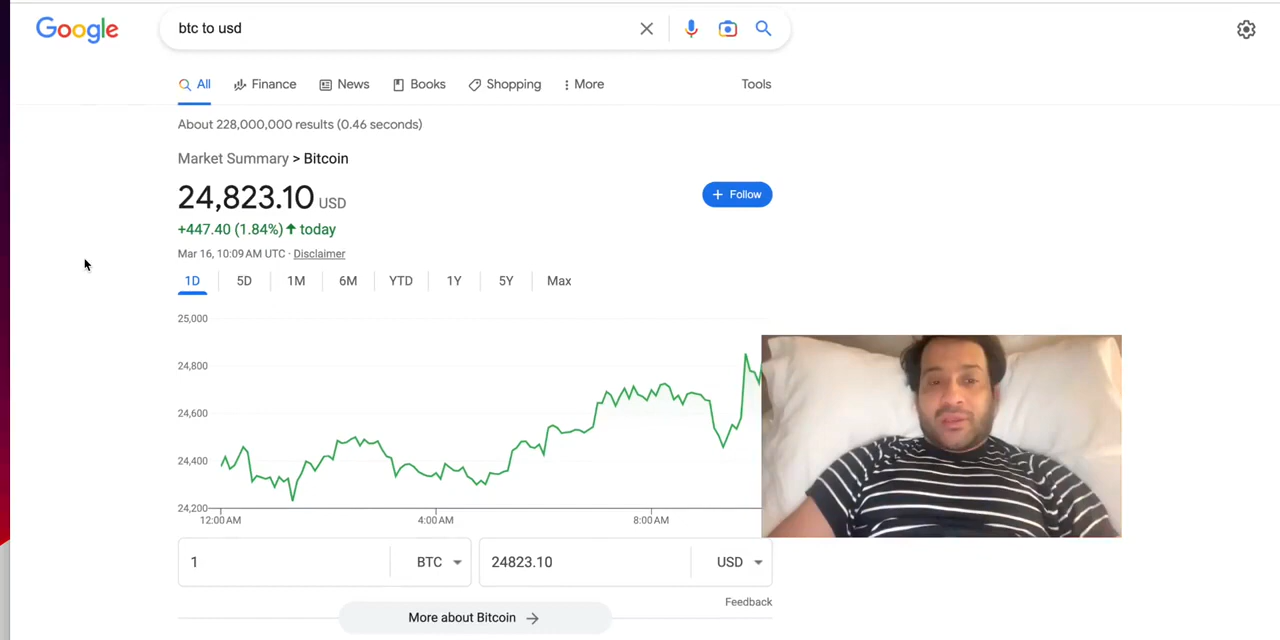 Google
btc to usd
All Finance News Books Shopping More Tools
About 228,000,000 results (0.46 seconds)
Market Summary > Bitcoin
24,823.10 USD
+ Follow
+447.40 (1.84%) ↑ today
Mar 16, 10:09 AM UTC · Disclaimer
1D 5D 1M 6M YTD 1Y 5Y Max
25,000
24,800
24,600
24,400
24,200
12:00 AM 4:00 AM 8:00 AM
1 BTC 24823.10 USD
Feedback
More about Bitcoin →